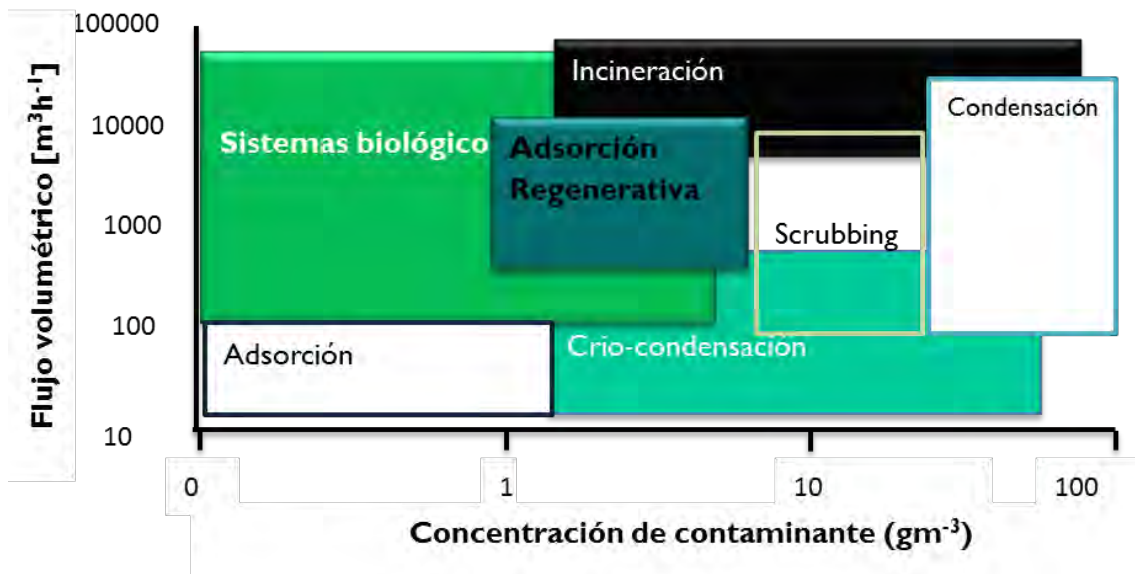 Flujo volumétrico [m³h⁻¹]
100000
10000
1000
100
10
Incineración
Condensación
Sistemas biológico
Adsorción
Regenerativa
Scrubbing
Adsorción
Crio-condensación
0
1
10
100
Concentración de contaminante (gm⁻³)